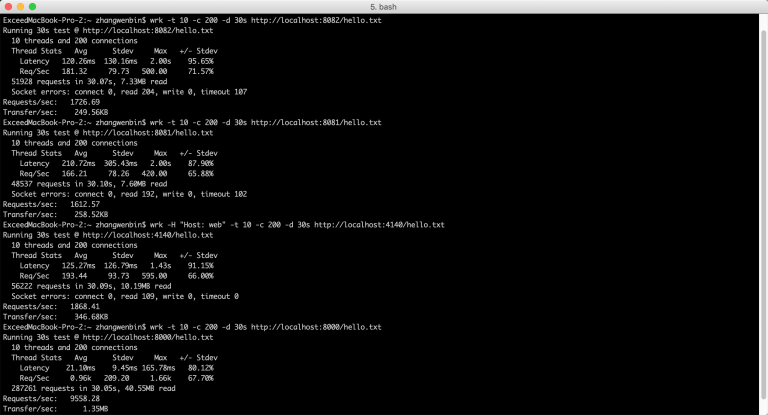 5. bash
ExceedMacBook-Pro-2:~ zhangwenbin$ wrk -t 10 -c 200 -d 30s http://localhost:8082/hello.txt
Running 30s test @ http://localhost:8082/hello.txt
  10 threads and 200 connections
  Thread Stats   Avg      Stdev     Max   +/- Stdev
    Latency   120.26ms  130.16ms   2.00s    95.65%
    Req/Sec   181.32     79.73   500.00     71.57%
  51928 requests in 30.07s, 7.33MB read
  Socket errors: connect 0, read 204, write 0, timeout 107
Requests/sec:   1726.69
Transfer/sec:    249.56KB
ExceedMacBook-Pro-2:~ zhangwenbin$ wrk -t 10 -c 200 -d 30s http://localhost:8081/hello.txt
Running 30s test @ http://localhost:8081/hello.txt
  10 threads and 200 connections
  Thread Stats   Avg      Stdev     Max   +/- Stdev
    Latency   210.72ms  305.43ms   2.00s    87.90%
    Req/Sec   166.21     78.26   420.00     65.88%
  48537 requests in 30.10s, 7.60MB read
  Socket errors: connect 0, read 192, write 0, timeout 102
Requests/sec:   1612.57
Transfer/sec:    258.52KB
ExceedMacBook-Pro-2:~ zhangwenbin$ wrk -H "Host: web" -t 10 -c 200 -d 30s http://localhost:4140/hello.txt
Running 30s test @ http://localhost:4140/hello.txt
  10 threads and 200 connections
  Thread Stats   Avg      Stdev     Max   +/- Stdev
    Latency   125.27ms  126.79ms   1.43s    91.15%
    Req/Sec   193.44     93.73   595.00     66.00%
  56222 requests in 30.09s, 10.19MB read
  Socket errors: connect 0, read 109, write 0, timeout 0
Requests/sec:   1868.41
Transfer/sec:    346.68KB
ExceedMacBook-Pro-2:~ zhangwenbin$ wrk -t 10 -c 200 -d 30s http://localhost:8000/hello.txt
Running 30s test @ http://localhost:8000/hello.txt
  10 threads and 200 connections
  Thread Stats   Avg      Stdev     Max   +/- Stdev
    Latency    21.10ms    9.45ms 165.78ms   80.12%
    Req/Sec     0.96k   209.20     1.66k    67.70%
  287261 requests in 30.05s, 40.55MB read
Requests/sec:   9558.28
Transfer/sec:      1.35MB